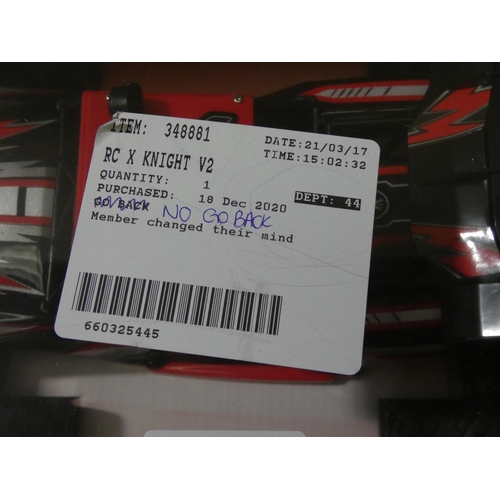 ITEM: 348881
DATE:21/03/17
RC X KNIGHT V2
TIME:15:02:32
QUANTITY: 1
PURCHASED: 18 Dec 2020
DEPT: 44
GO BACK
NO GO BACK
Member changed their mind
660325445